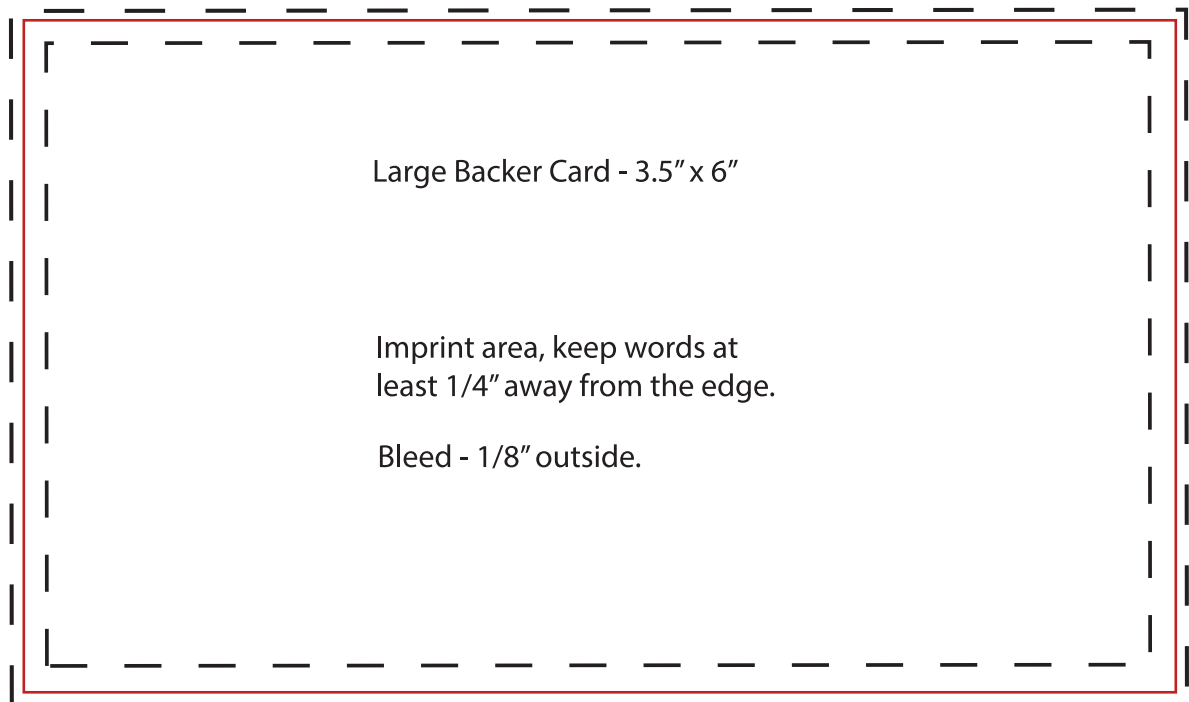 Large Backer Card - 3.5” x 6”
Imprint area, keep words at
least 1/4” away from the edge.
Bleed - 1/8” outside.